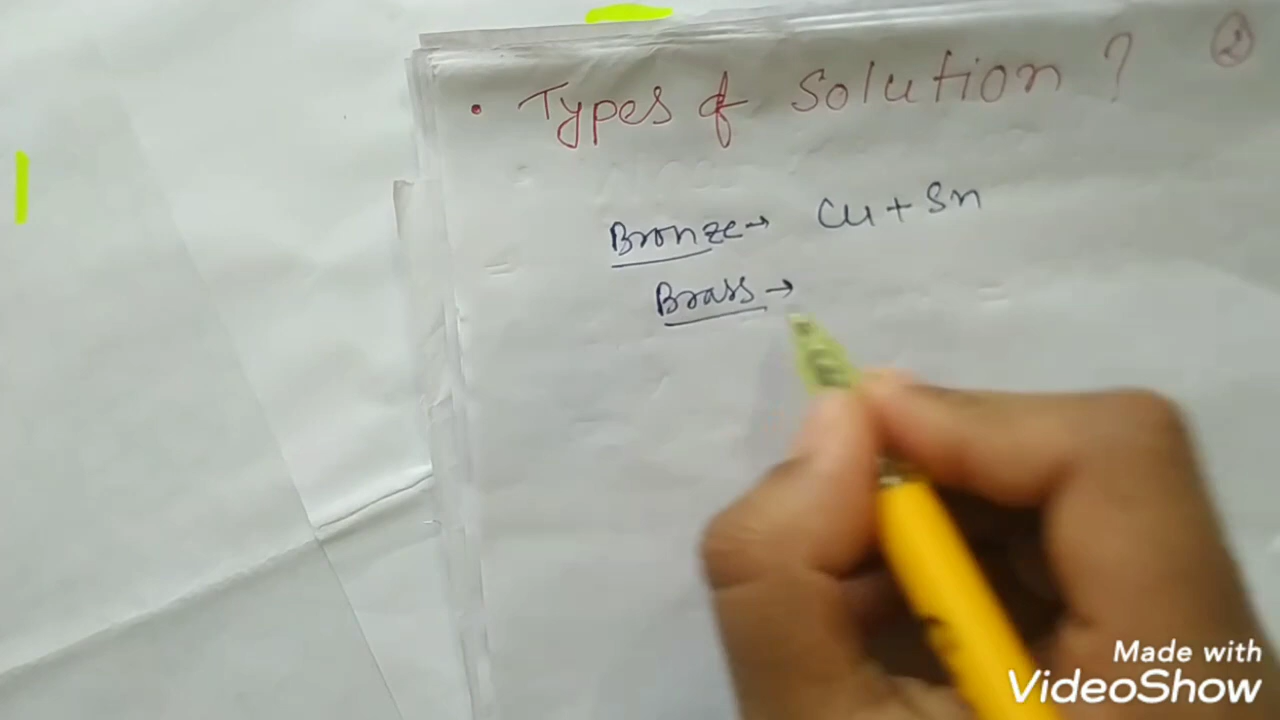 • Types of Solution ? 2
Bronze → Cu + Sn
Brass →
Made with
VideoShow